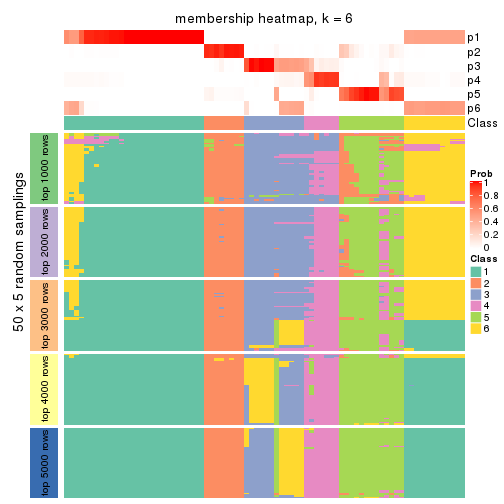 membership heatmap, k = 6
p1
p2
p3
p4
p5
p6
Class
50 x 5 random samplings
top 1000 rows
top 2000 rows
top 3000 rows
top 4000 rows
top 5000 rows
Prob
1
0.8
0.6
0.4
0.2
0
Class
1
2
3
4
5
6